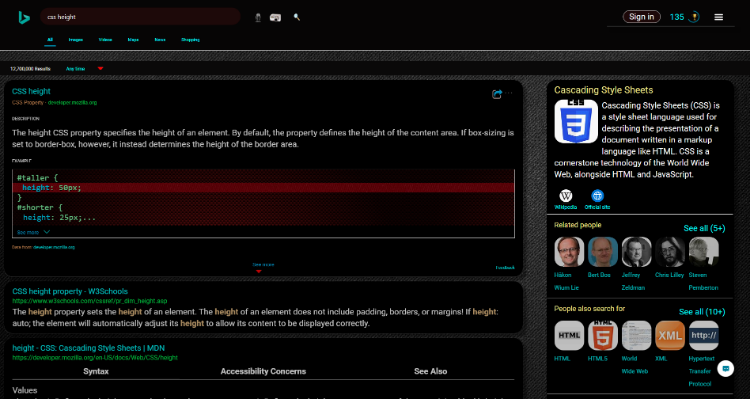 css height
Sign in
135
All
Images
Videos
Maps
News
Shopping
12,700,000 Results
Any time
CSS height
CSS Property · developer.mozilla.org
DESCRIPTION
The height CSS property specifies the height of an element. By default, the property defines the height of the content area. If box-sizing is
set to border-box, however, it instead determines the height of the border area.
EXAMPLE
#taller {
height: 50px;
}
#shorter {
height: 25px;...
See more
Data from: developer.mozilla.org
See more
Feedback
CSS height property - W3Schools
https://www.w3schools.com/cssref/pr_dim_height.asp
The height property sets the height of an element. The height of an element does not include padding, borders, or margins! If height:
auto; the element will automatically adjust its height to allow its content to be displayed correctly.
height - CSS: Cascading Style Sheets | MDN
https://developer.mozilla.org/en-US/docs/Web/CSS/height
Syntax
Accessibility Concerns
See Also
Values
Cascading Style Sheets
CSS
Cascading Style Sheets (CSS) is
a style sheet language used for
describing the presentation of a
document written in a markup
language like HTML. CSS is a
cornerstone technology of the World Wide
Web, alongside HTML and JavaScript.
W
Wikipedia
Official site
Related people
See all (5+)
Håkon
Wium Lie
Bert Bos
Jeffrey
Zeldman
Chris Lilley
Steven
Pemberton
People also search for
See all (10+)
HTML
HTML
XML
http://
HTML
HTML5
World
Wide Web
XML
Hypertext
Transfer
Protocol